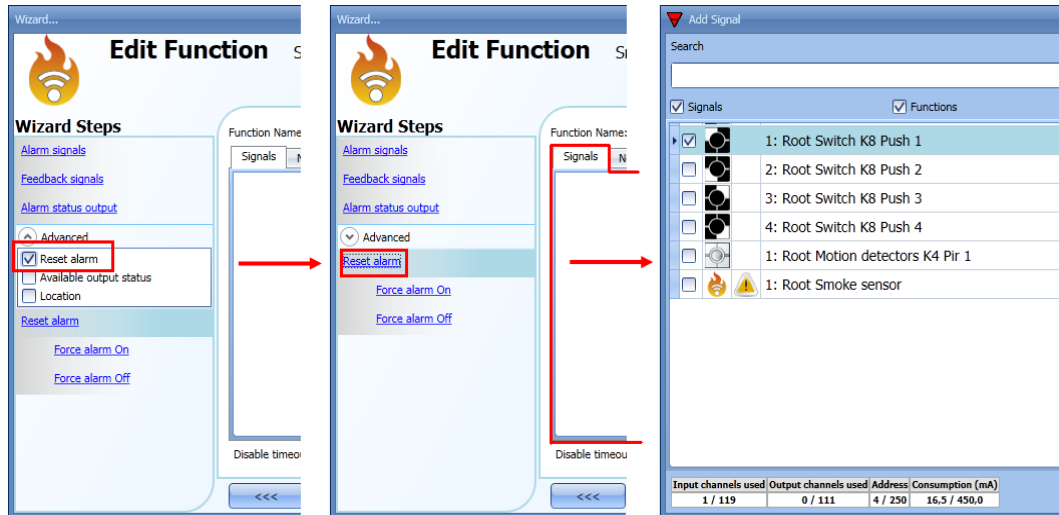 Wizard...
Edit Function
Wizard Steps
Alarm signals
Feedback signals
Alarm status output
Advanced
Reset alarm
Available output status
Location
Reset alarm
Force alarm On
Force alarm Off
Function Name
Signals
Disable timeou
<<<
Wizard...
Edit Function
Wizard Steps
Alarm signals
Feedback signals
Alarm status output
Advanced
Reset alarm
Force alarm On
Force alarm Off
Function Name:
Signals
Disable timeou
<<<
Add Signal
Search
Signals Functions
1: Root Switch K8 Push 1
2: Root Switch K8 Push 2
3: Root Switch K8 Push 3
4: Root Switch K8 Push 4
1: Root Motion detectors K4 Pir 1
1: Root Smoke sensor
Input channels used Output channels used Address Consumption (mA)
1 / 119 0 / 111 4 / 250 16,5 / 450,0